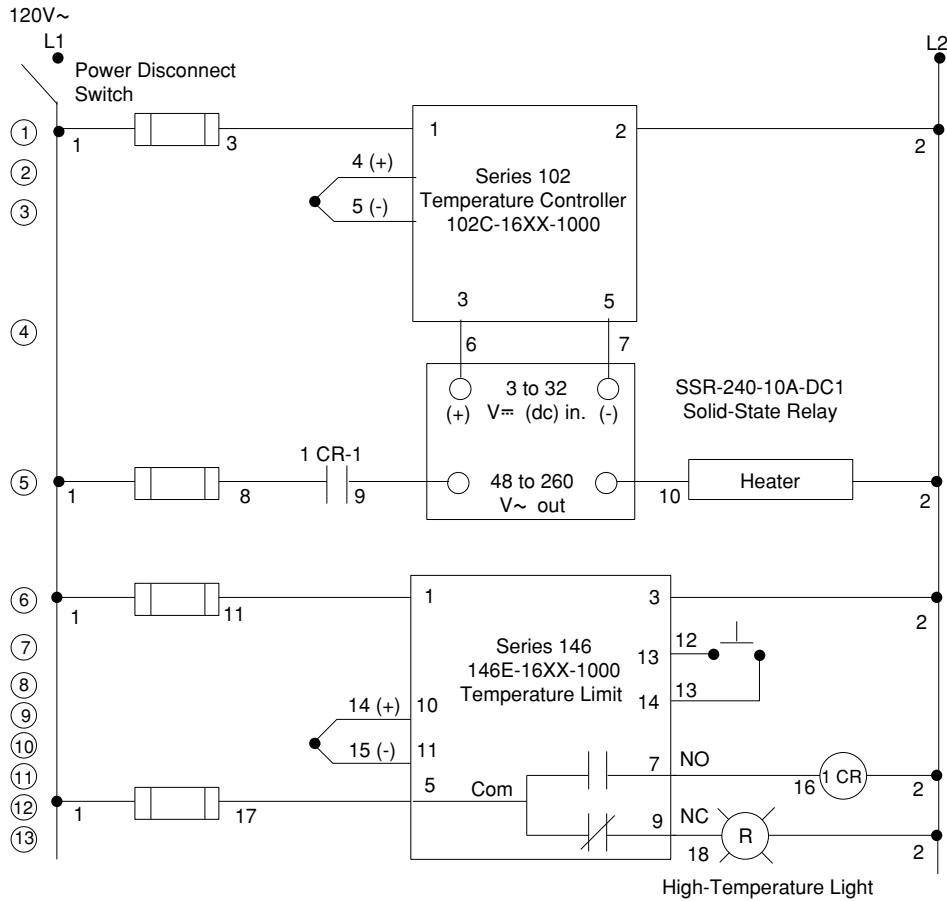 120V~
L1
L2
Power Disconnect
Switch
1
1
3
1
2
2
2
4 (+)
Series 102
3
5 (-)
Temperature Controller
102C-16XX-1000
3
5
4
6
7
3 to 32
SSR-240-10A-DC1
(+)
V⎓ (dc) in.
(-)
Solid-State Relay
1 CR-1
5
1
8
9
48 to 260
10
Heater
2
V~ out
6
1
11
1
3
2
7
Series 146
12
146E-16XX-1000
13
8
Temperature Limit
14
13
9
14 (+)
10
10
15 (-)
11
11
5
Com
7
NO
16
1 CR
2
12
1
17
9
NC
13
18
R
2
High-Temperature Light